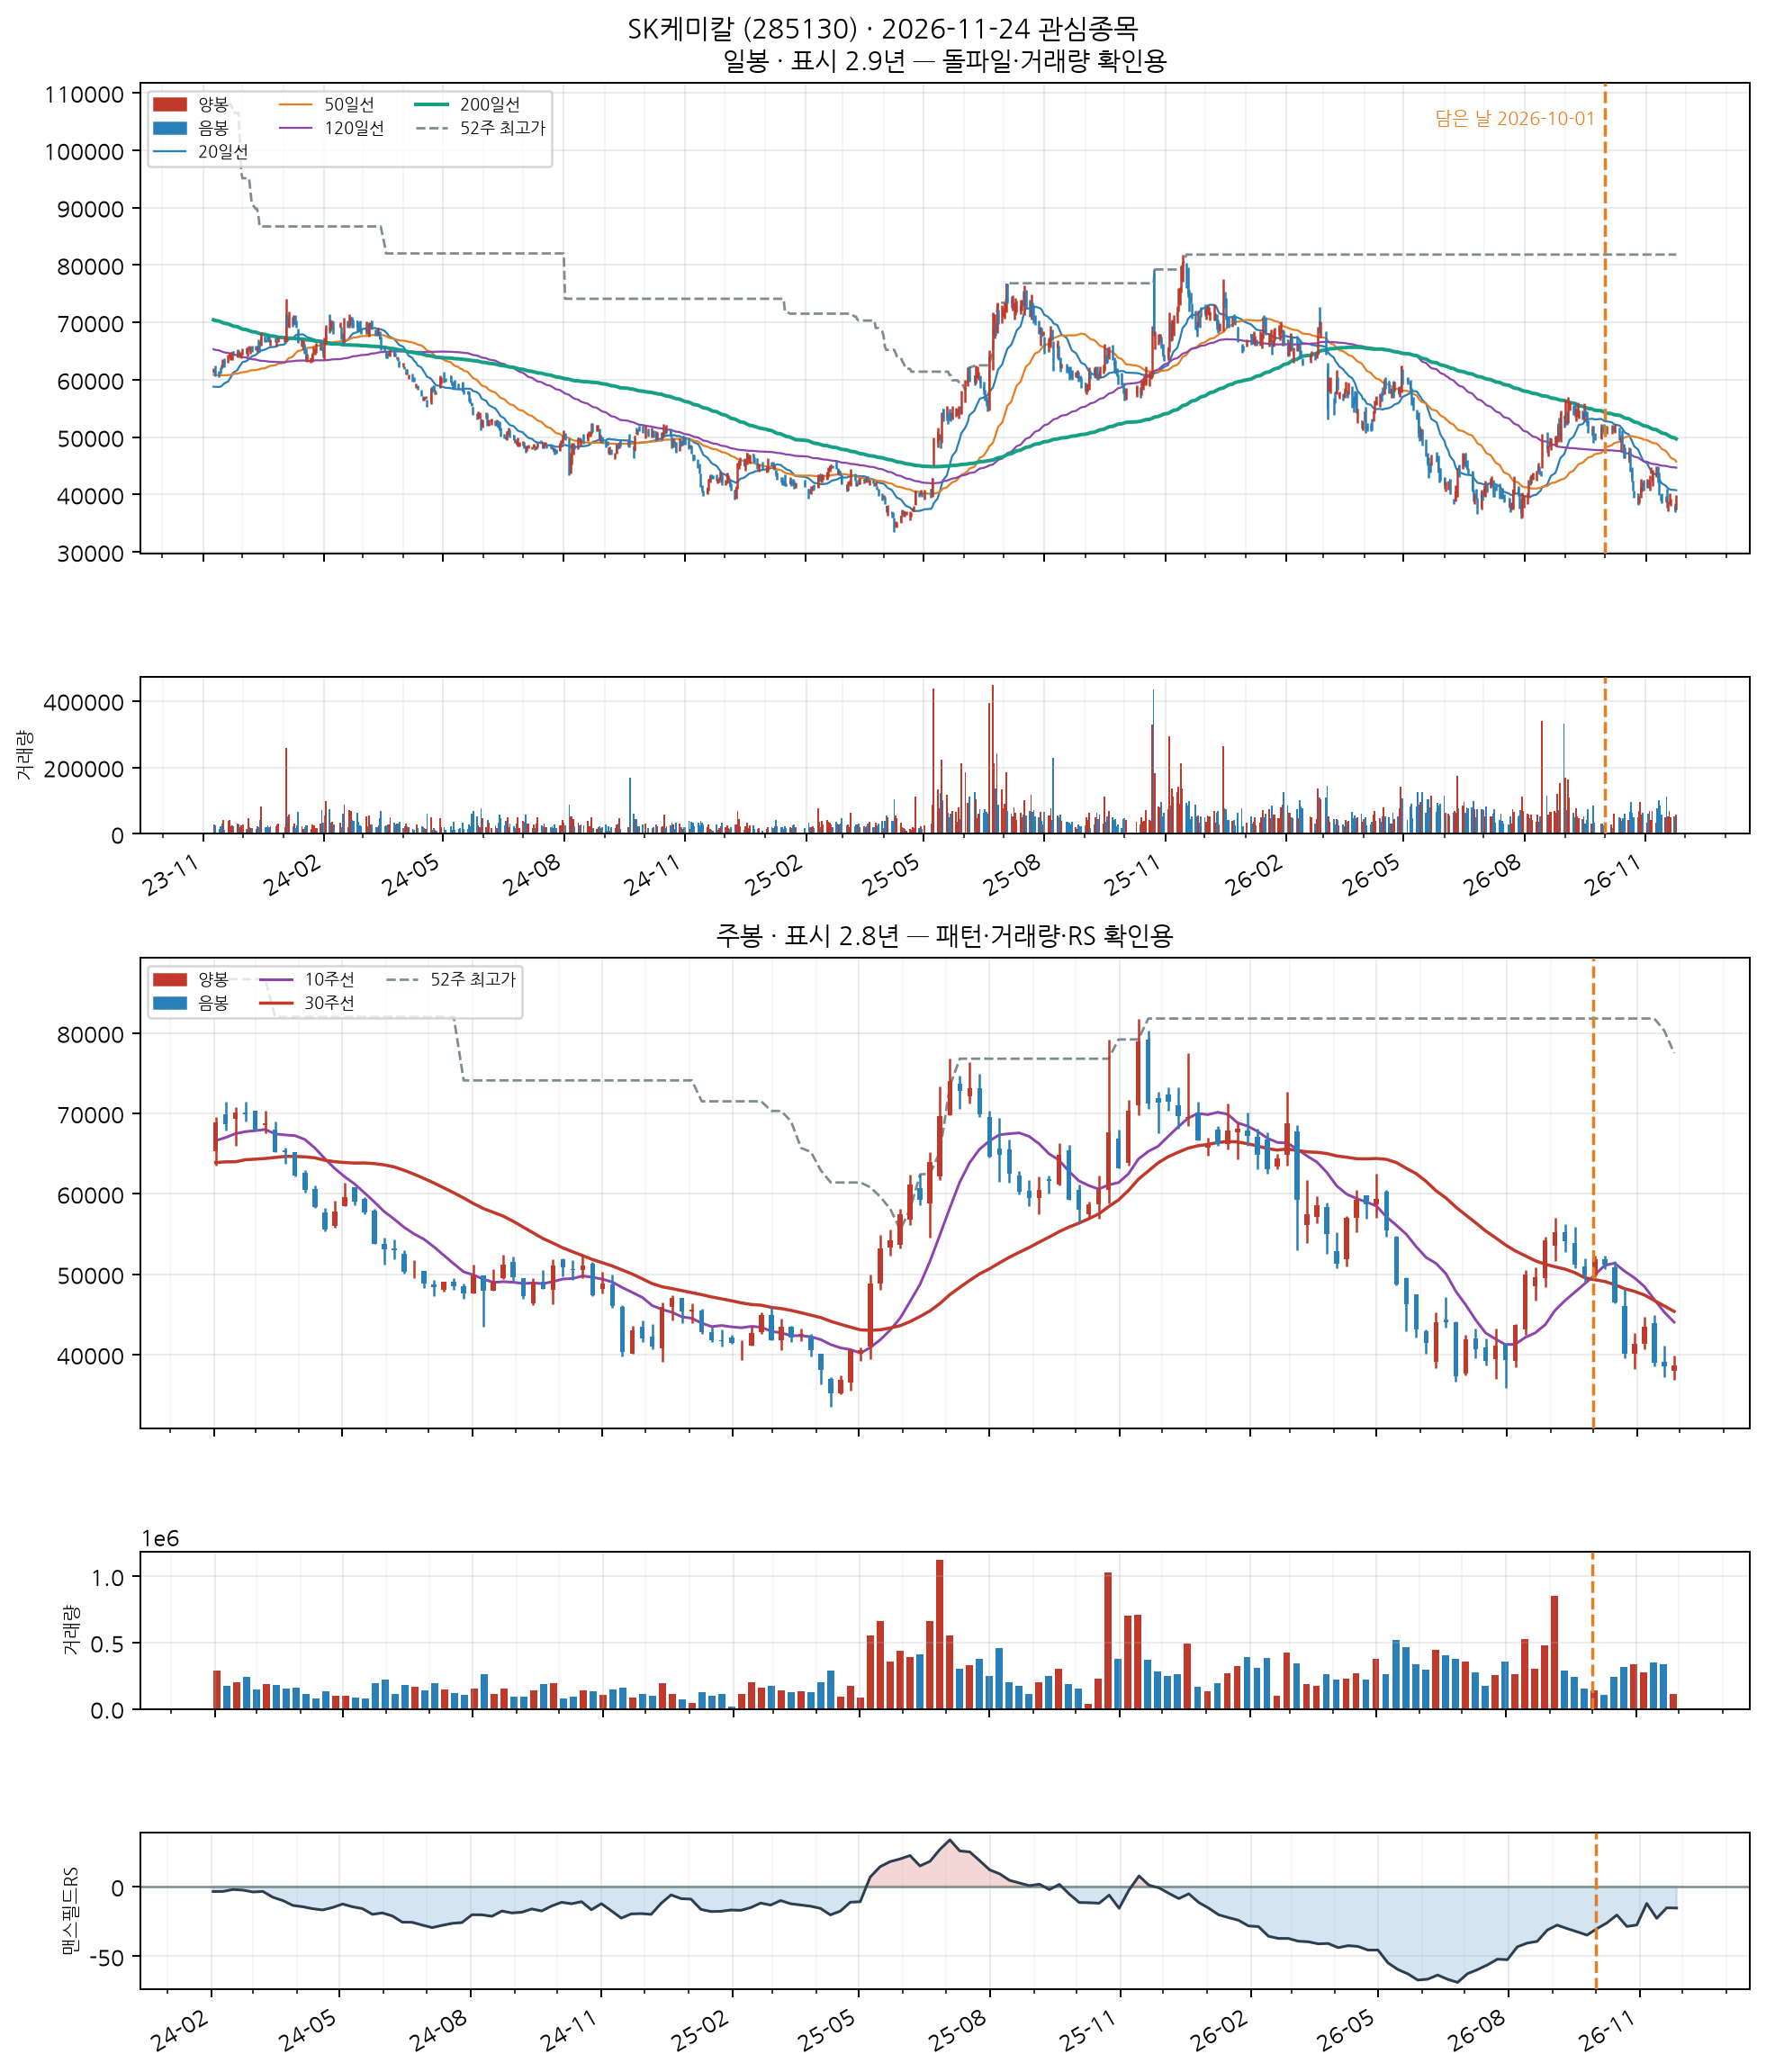 SK케미칼 (285130) · 2026-11-24 관심종목
일봉 · 표시 2.9년 — 돌파일·거래량 확인용
양봉
음봉
20일선
50일선
120일선
200일선
52주 최고가
담은 날 2026-10-01
110000
100000
90000
80000
70000
60000
50000
40000
30000
거래량
400000
200000
0
23-11
24-02
24-05
24-08
24-11
25-02
25-05
25-08
25-11
26-02
26-05
26-08
26-11
주봉 · 표시 2.8년 — 패턴·거래량·RS 확인용
양봉
음봉
10주선
30주선
52주 최고가
80000
70000
60000
50000
40000
1e6
거래량
1.0
0.5
0.0
맨스필드RS
0
-50
24-02
24-05
24-08
24-11
25-02
25-05
25-08
25-11
26-02
26-05
26-08
26-11